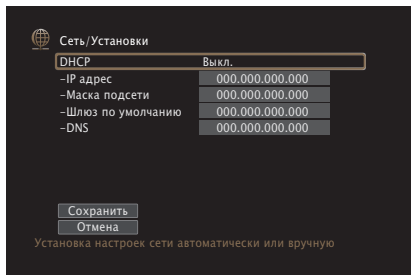 Сеть/Установки
DHCP Выкл.
–IP адрес 000.000.000.000
–Маска подсети 000.000.000.000
–Шлюз по умолчанию 000.000.000.000
–DNS 000.000.000.000
Сохранить
Отмена
Установка настроек сети автоматически или вручную